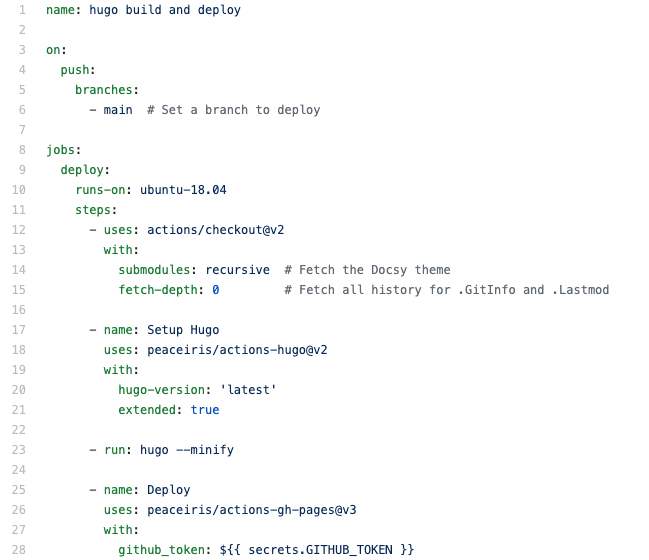 1 name: hugo build and deploy
2
3 on:
4   push:
5     branches:
6       - main  # Set a branch to deploy
7
8 jobs:
9   deploy:
10     runs-on: ubuntu-18.04
11     steps:
12       - uses: actions/checkout@v2
13         with:
14           submodules: recursive  # Fetch the Docsy theme
15           fetch-depth: 0         # Fetch all history for .GitInfo and .Lastmod
16
17       - name: Setup Hugo
18         uses: peaceiris/actions-hugo@v2
19         with:
20           hugo-version: 'latest'
21           extended: true
22
23       - run: hugo --minify
24
25       - name: Deploy
26         uses: peaceiris/actions-gh-pages@v3
27         with:
28           github_token: ${{ secrets.GITHUB_TOKEN }}